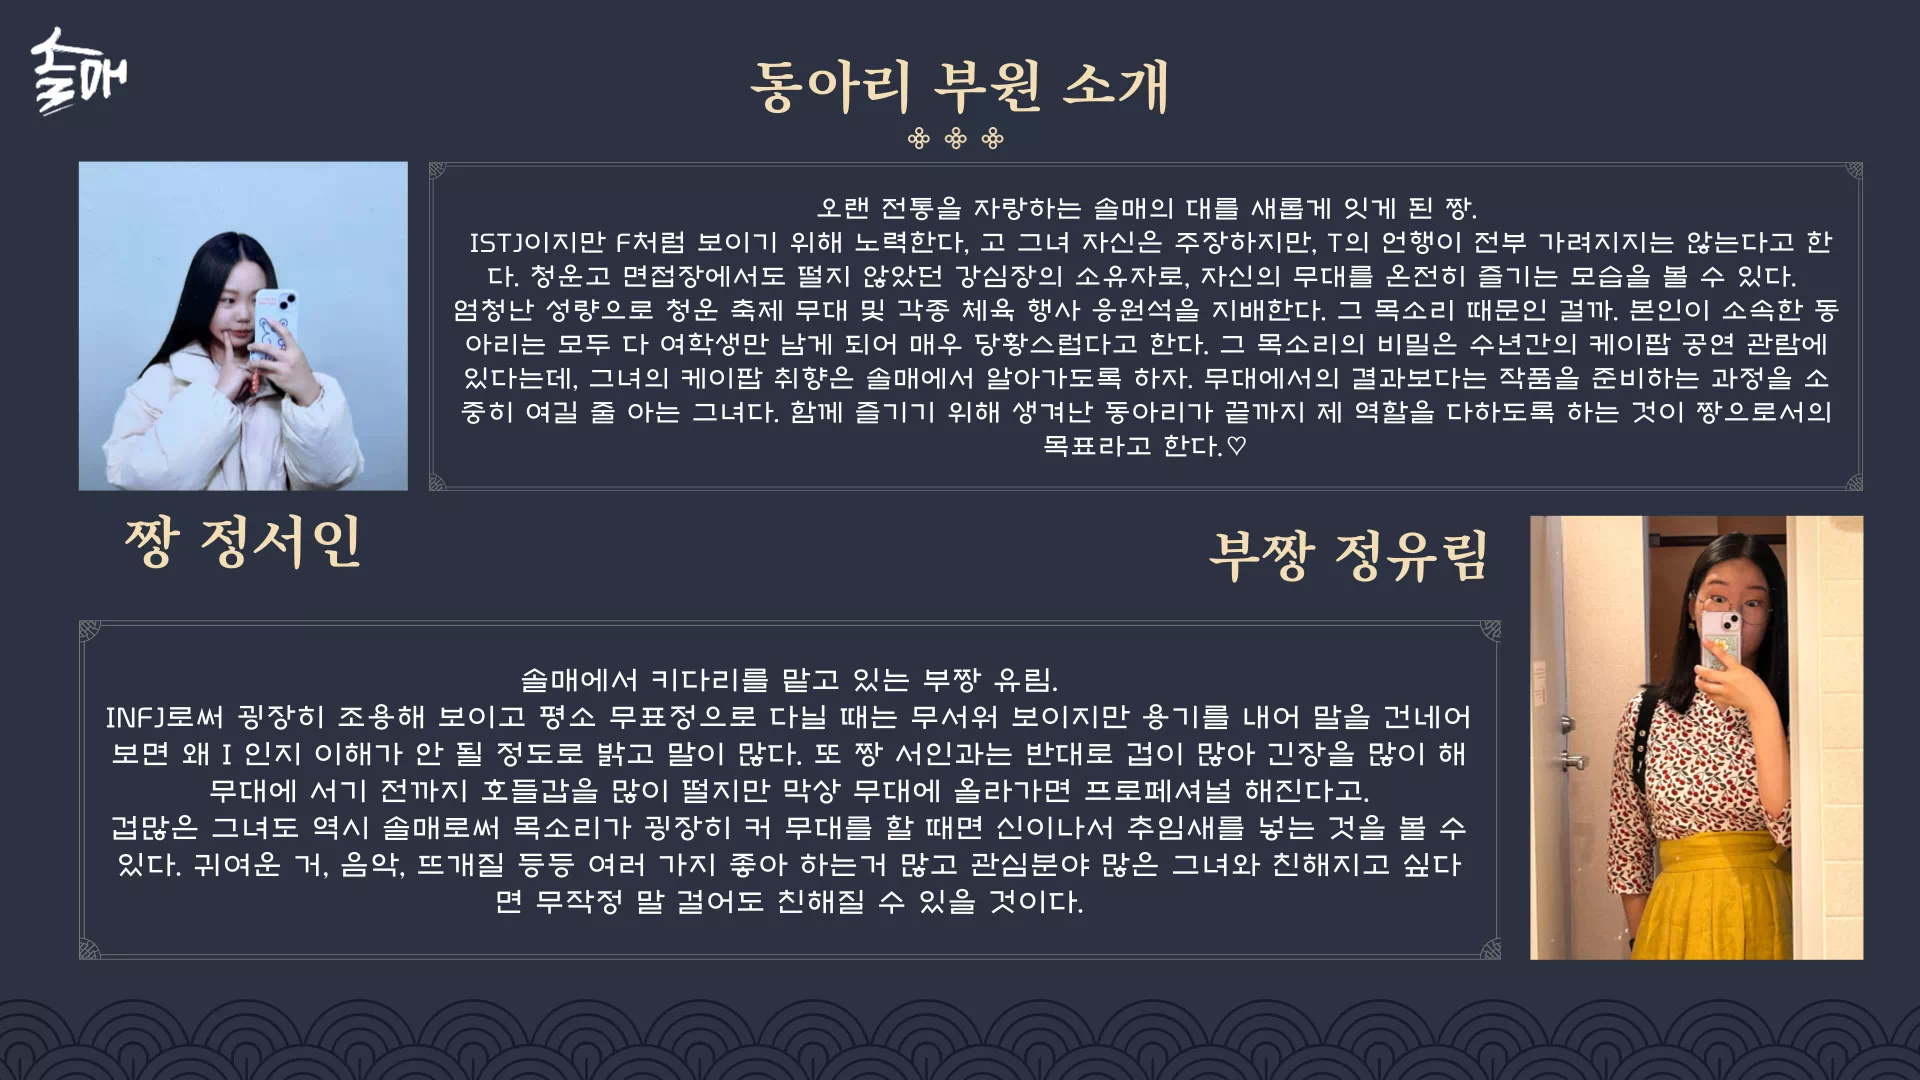 솔매
동아리 부원 소개
오랜 전통을 자랑하는 솔매의 대를 새롭게 잇게 된 짱.
ISTJ이지만 F처럼 보이기 위해 노력한다, 고 그녀 자신은 주장하지만, T의 언행이 전부 가려지지는 않는다고 한
다. 청운고 면접장에서도 떨지 않았던 강심장의 소유자로, 자신의 무대를 온전히 즐기는 모습을 볼 수 있다.
엄청난 성량으로 청운 축제 무대 및 각종 체육 행사 응원석을 지배한다. 그 목소리 때문인 걸까. 본인이 소속한 동
아리는 모두 다 여학생만 남게 되어 매우 당황스럽다고 한다. 그 목소리의 비밀은 수년간의 케이팝 공연 관람에
있다는데, 그녀의 케이팝 취향은 솔매에서 알아가도록 하자. 무대에서의 결과보다는 작품을 준비하는 과정을 소
중히 여길 줄 아는 그녀다. 함께 즐기기 위해 생겨난 동아리가 끝까지 제 역할을 다하도록 하는 것이 짱으로서의
목표라고 한다.♡
짱 정서인
부짱 정유림
솔매에서 키다리를 맡고 있는 부짱 유림.
INFJ로써 굉장히 조용해 보이고 평소 무표정으로 다닐 때는 무서워 보이지만 용기를 내어 말을 건네어
보면 왜 I 인지 이해가 안 될 정도로 밝고 말이 많다. 또 짱 서인과는 반대로 겁이 많아 긴장을 많이 해
무대에 서기 전까지 호들갑을 많이 떨지만 막상 무대에 올라가면 프로페셔널 해진다고.
겁많은 그녀도 역시 솔매로써 목소리가 굉장히 커 무대를 할 때면 신이나서 추임새를 넣는 것을 볼 수
있다. 귀여운 거, 음악, 뜨개질 등등 여러 가지 좋아 하는거 많고 관심분야 많은 그녀와 친해지고 싶다
면 무작정 말 걸어도 친해질 수 있을 것이다.